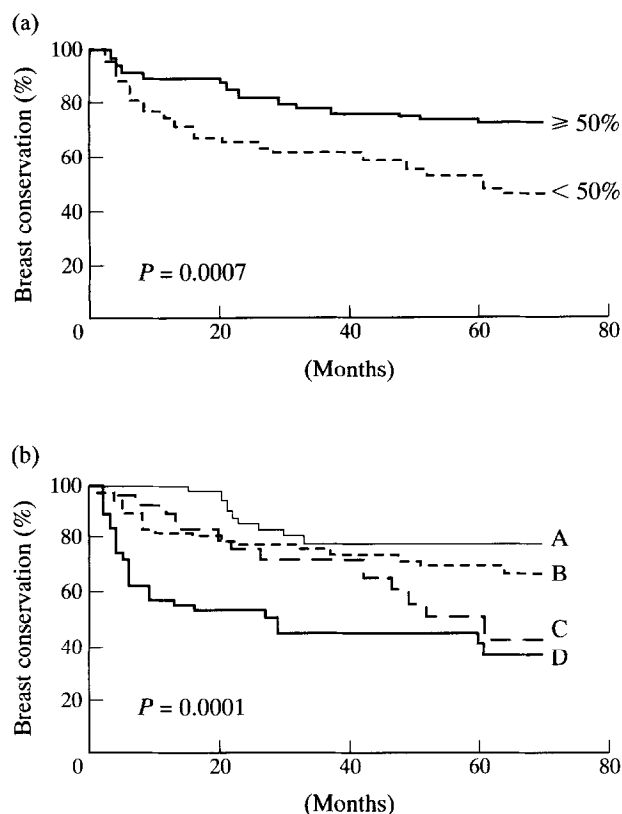 (a)
100
80
60
40
20
0
20
40
60
80
Breast conservation (%)
(Months)
⩾ 50%
< 50%
P = 0.0007
(b)
100
80
60
40
20
0
20
40
60
80
Breast conservation (%)
(Months)
A
B
C
D
P = 0.0001